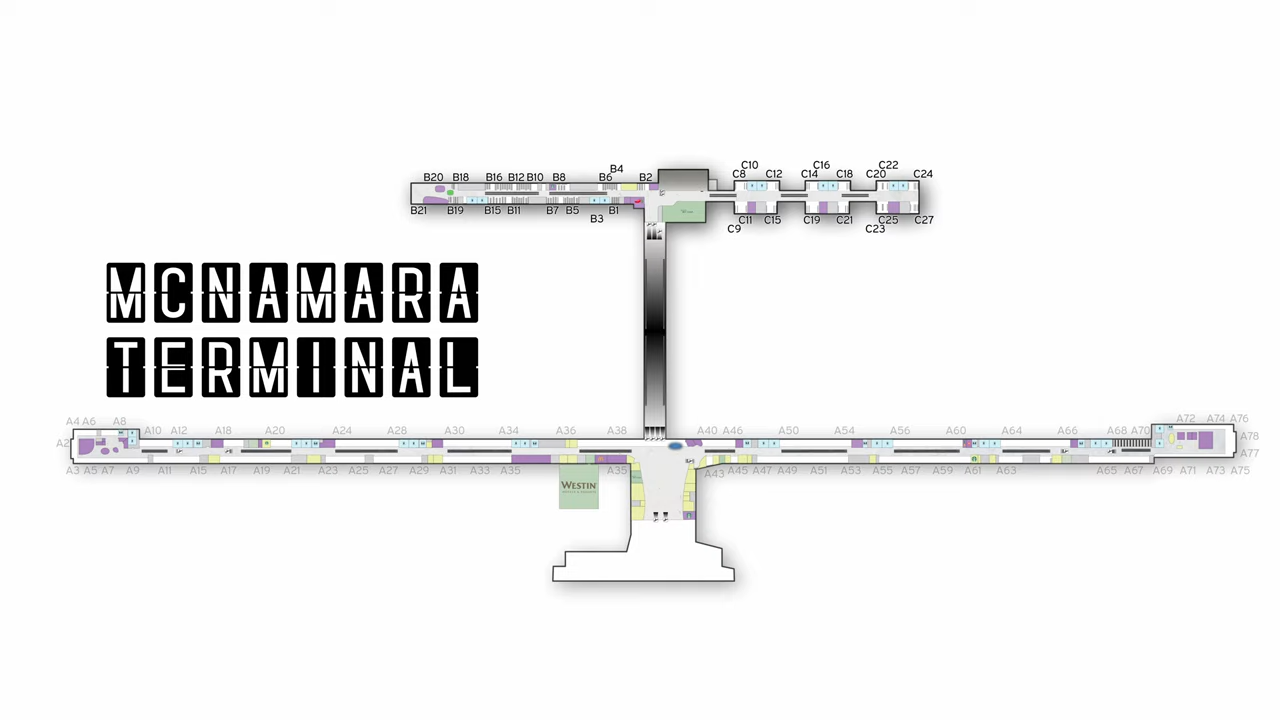 C10 C16 C22
B4
B20 B18 B16 B12 B10 B8 B6 B2 C8 C12 C14 C18 C20 C24
B21 B19 B15 B11 B7 B5 B1 C11 C15 C19 C21 C25 C27
B3
C9 C23
MCNAMARA
TERMINAL
A4 A6 A8 A10 A12 A18 A20 A24 A28 A30 A34 A36 A38 A40 A46 A50 A54 A56 A60 A64 A66 A68 A70 A72 A74 A76
A2 A78
A77
A3 A5 A7 A9 A11 A15 A17 A19 A21 A23 A25 A27 A29 A31 A33 A35 A35 A43 A45 A47 A49 A51 A53 A55 A57 A59 A61 A63 A65 A67 A69 A71 A73 A75
WESTIN